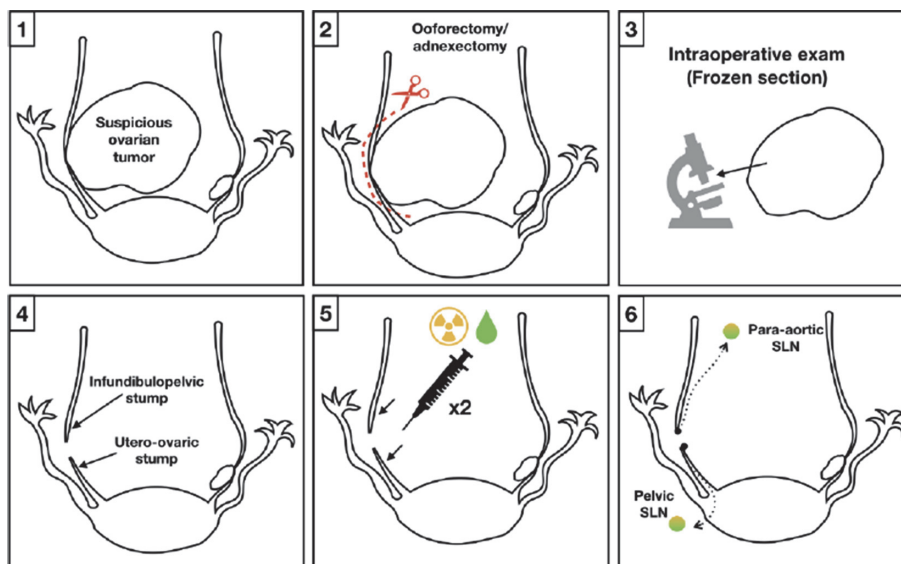 1
Suspicious
ovarian
tumor
2
Ooforectomy/
adnexectomy
3
Intraoperative exam
(Frozen section)
4
Infundibulopelvic
stump
Utero-ovaric
stump
5
x2
6
Para-aortic
SLN
Pelvic
SLN